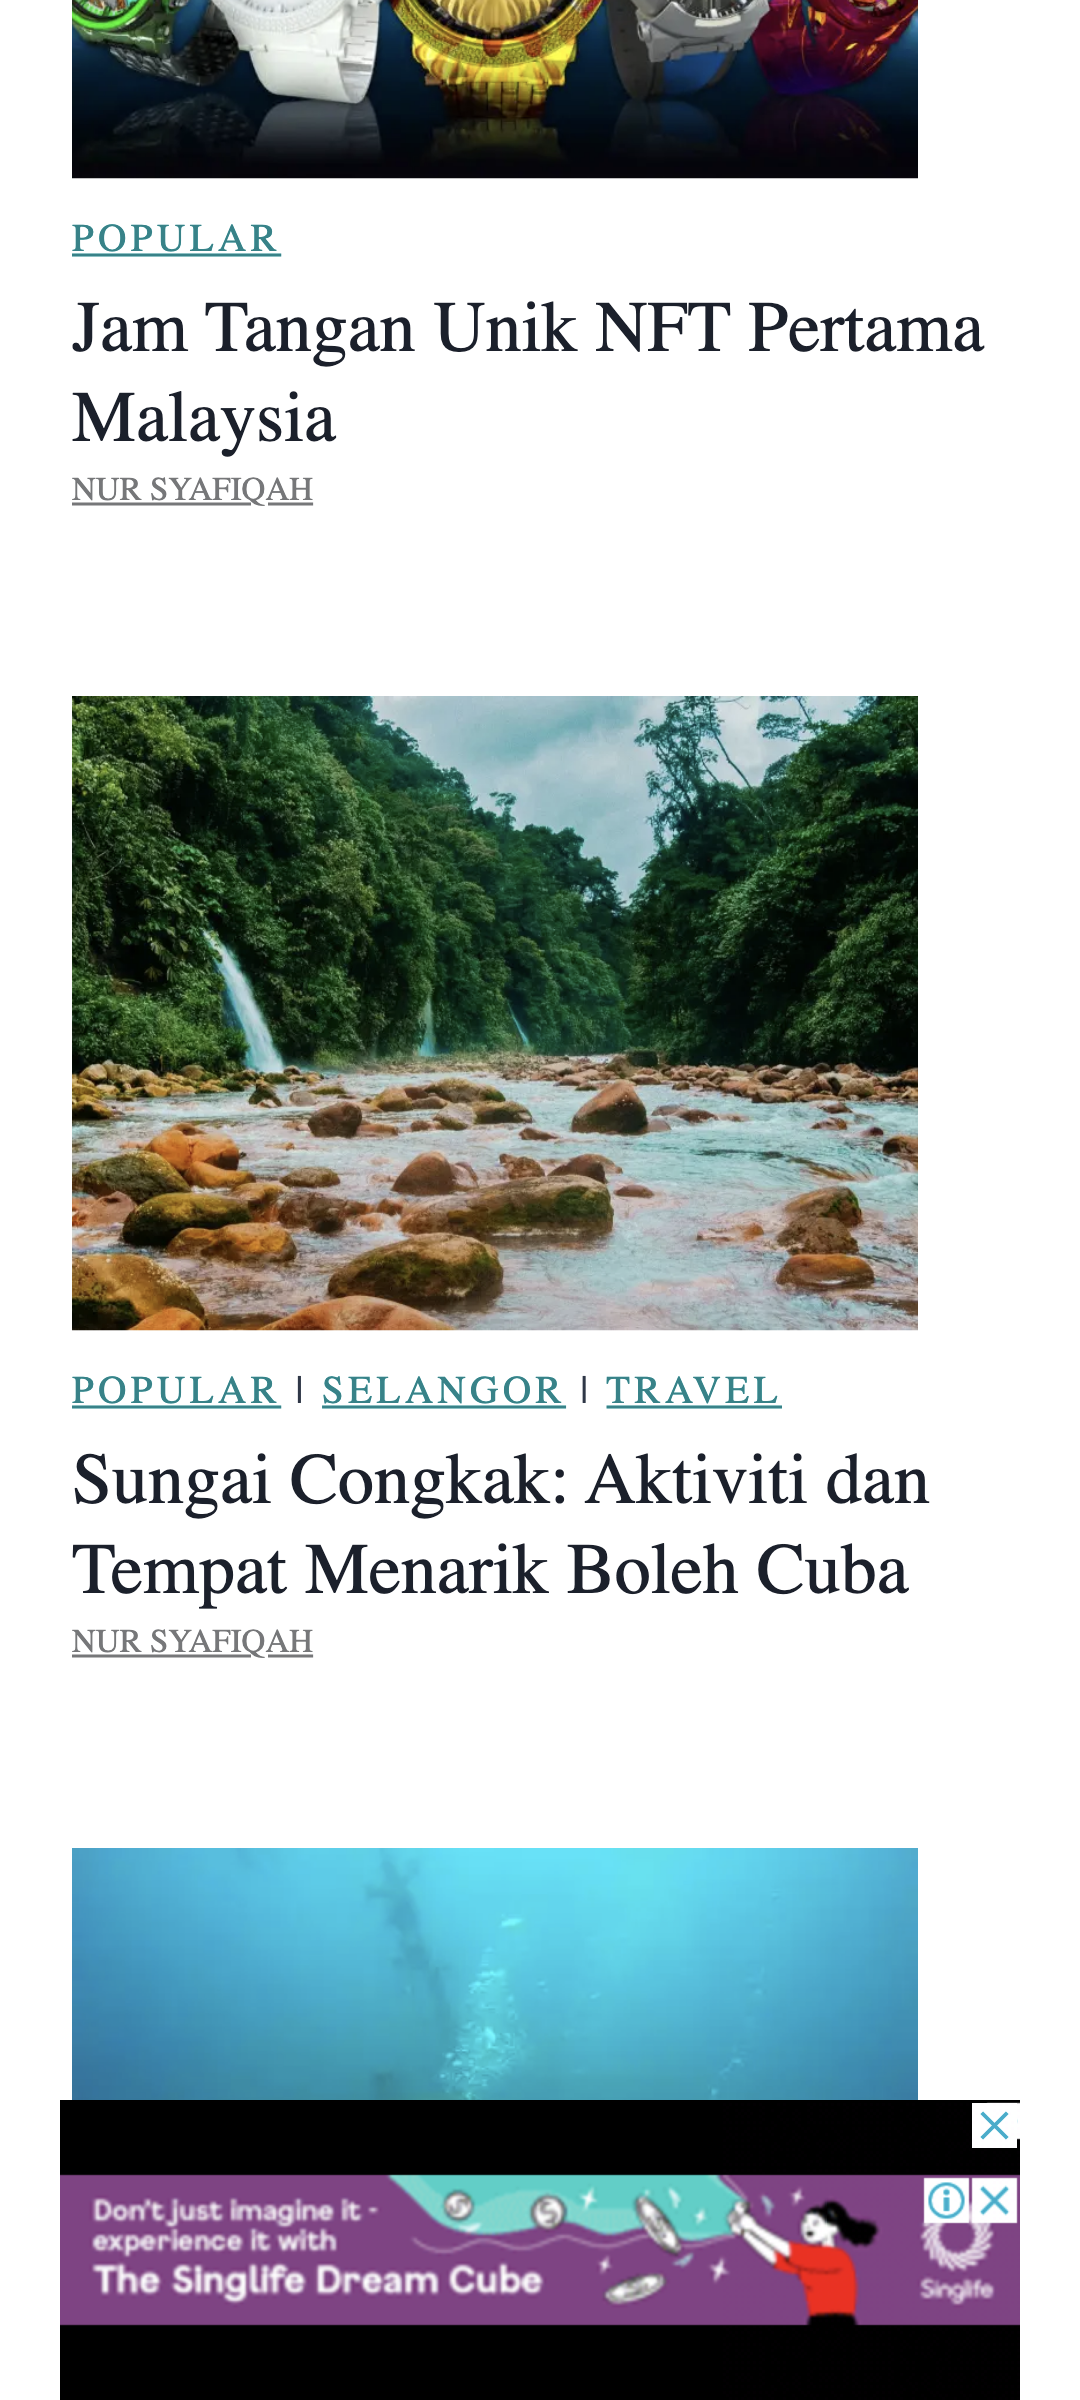 POPULAR
Jam Tangan Unik NFT Pertama
Malaysia
NUR SYAFIQAH
POPULAR | SELANGOR | TRAVEL
Sungai Congkak: Aktiviti dan
Tempat Menarik Boleh Cuba
NUR SYAFIQAH
Don't just imagine it -
experience it with
The Singlife Dream Cube
Singlife